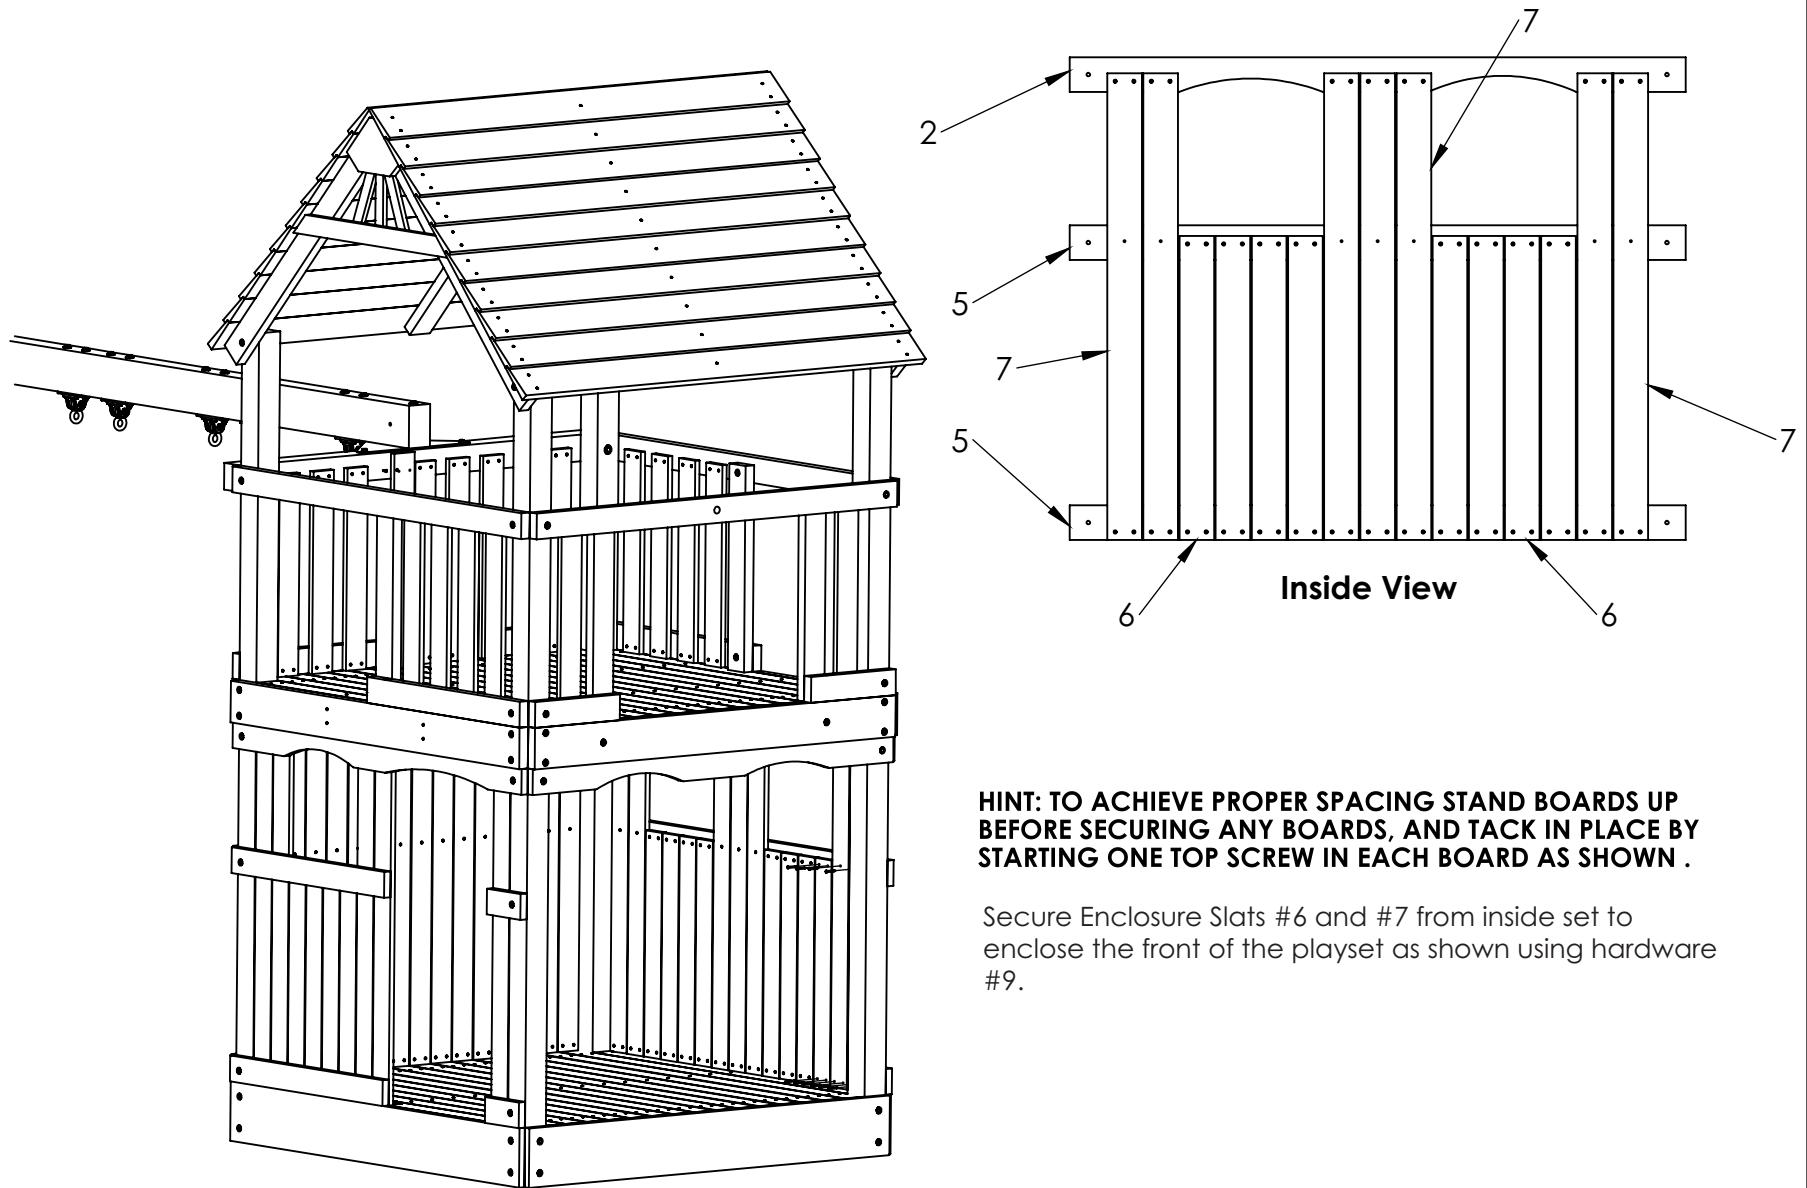 7
2
5
7
5
7
Inside View
6
6
HINT: TO ACHIEVE PROPER SPACING STAND BOARDS UP
BEFORE SECURING ANY BOARDS, AND TACK IN PLACE BY
STARTING ONE TOP SCREW IN EACH BOARD AS SHOWN .
Secure Enclosure Slats #6 and #7 from inside set to
enclose the front of the playset as shown using hardware
#9.